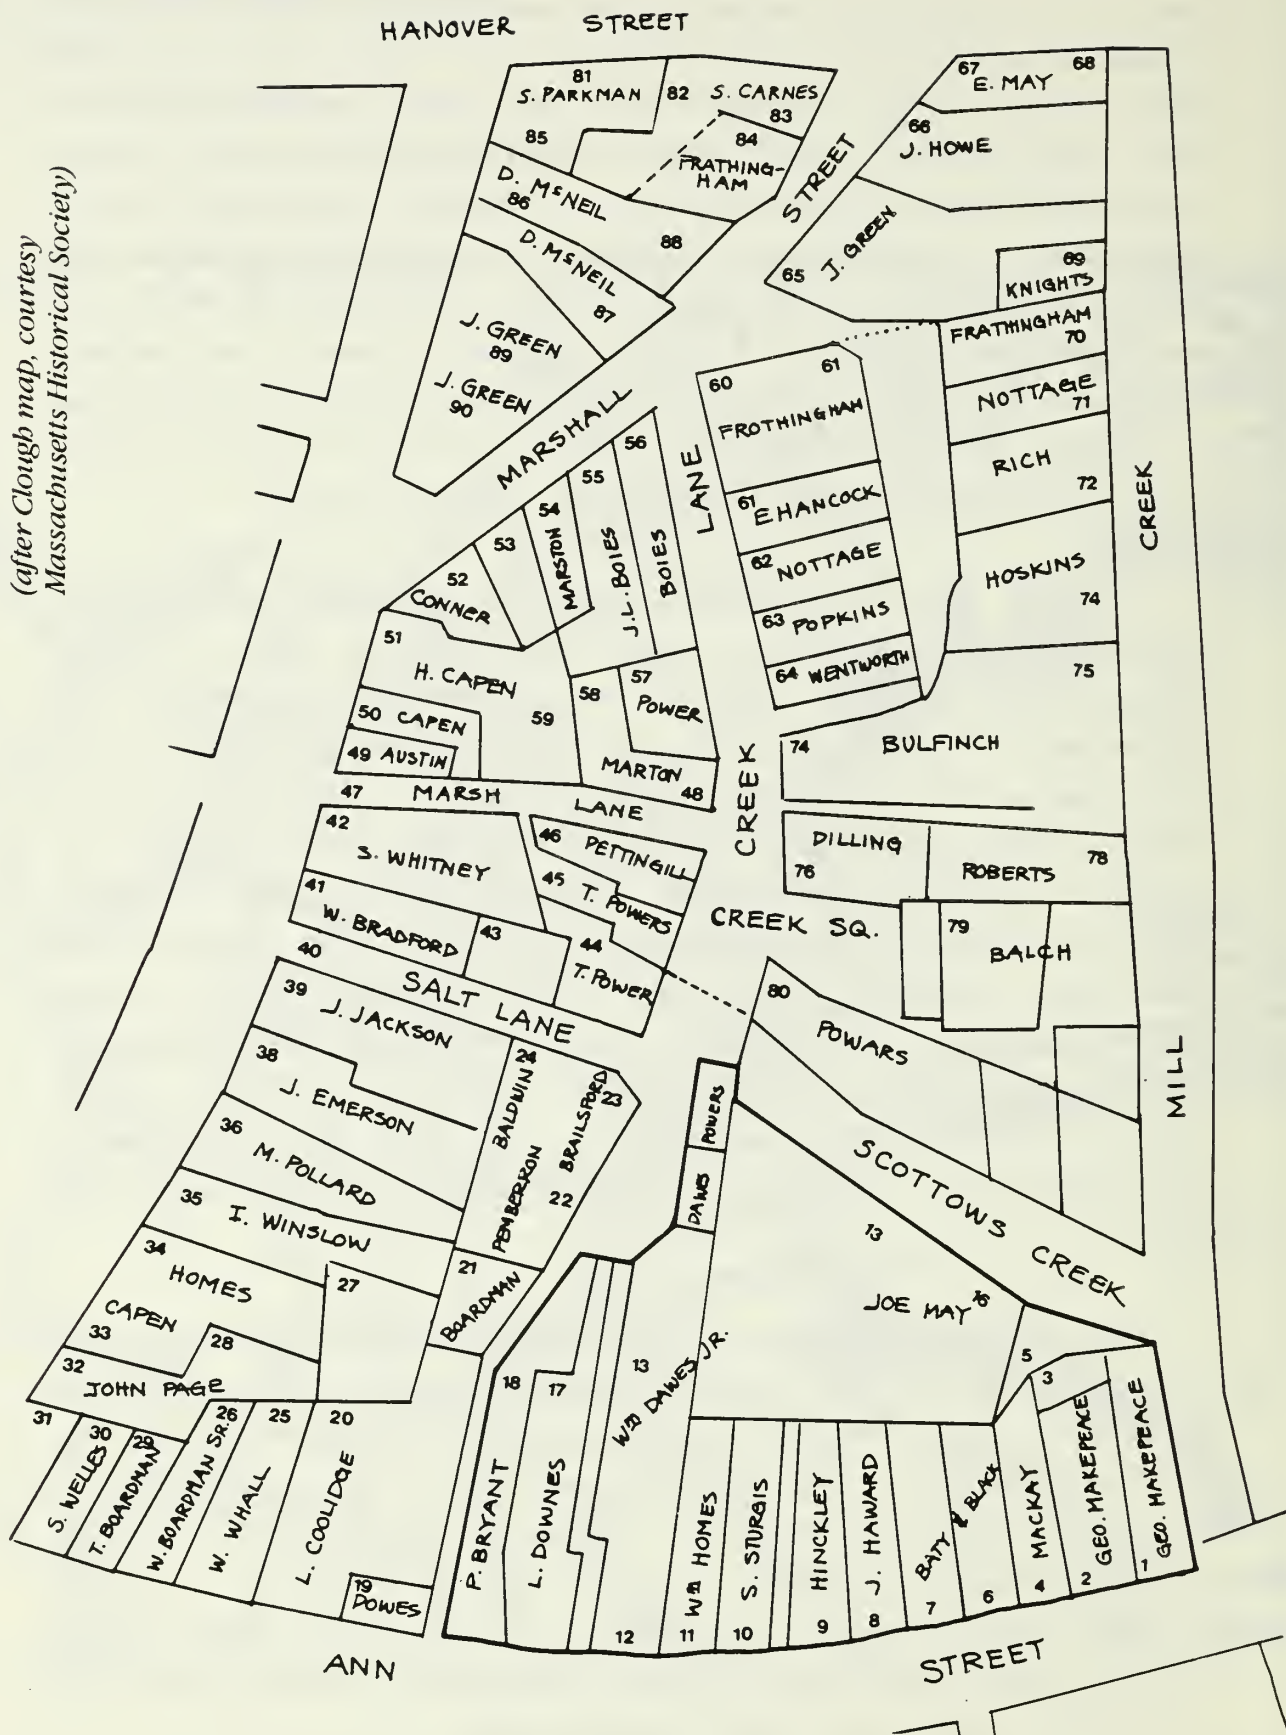 HANOVER STREET
(after Clough map, courtesy
Massachusetts Historical Society)
81
S. PARKMAN
82
S. CARNES
83
84
FRATHING-
HAM
85
D. McNEIL
86
88
D. McNEIL
87
J. GREEN
89
J. GREEN
90
MARSHALL STREET
67
68
E. MAY
66
J. HOWE
J. GREEN
65
69
KNIGHTS
FRATHINGHAM
70
NOTTAGE
71
RICH
72
HOSKINS
74
75
74
BULFINCH
60
61
FROTHINGHAM
61
E HANCOCK
62
NOTTAGE
63
POPKINS
64
WENTWORTH
CREEK LANE
56
BOIES
55
J.L. BOIES
54
MARSTON
53
52
CONNER
51
H. CAPEN
59
50
CAPEN
49
AUSTIN
58
57
POWER
MARTON
48
47
MARSH LANE
42
S. WHITNEY
41
W. BRADFORD
43
46
PETTINGILL
45
T. POWERS
44
T. POWER
40
SALT LANE
CREEK SQ.
DILLING
76
ROBERTS
78
79
BALCH
80
POWARS
MILL CREEK
SCOTTOWS CREEK
39
J. JACKSON
38
J. EMERSON
36
M. POLLARD
35
I. WINSLOW
34
HOMES
CAPEN
33
32
JOHN PAGE
28
27
24
BALDWIN
PEMBERRON
BRAILSFORD
23
22
21
BOARDMAN
POWERS
DAWES
13
JOE MAY
16
31
30
S. WELLES
29
T. BOARDMAN
26
W. BOARDMAN SR.
25
W. WHALL
20
L. COOLIDGE
19
DOWES
18
P. BRYANT
17
L. DOWNES
13
Wm DAWES JR.
12
Wm HOMES
11
S. STURGIS
10
HINCKLEY
9
J. HAWARD
8
BATY & BLACK
7
6
5
3
MACKAY
4
GEO. MAKEPEACE
2
GEO. MAKEPEACE
1
ANN STREET